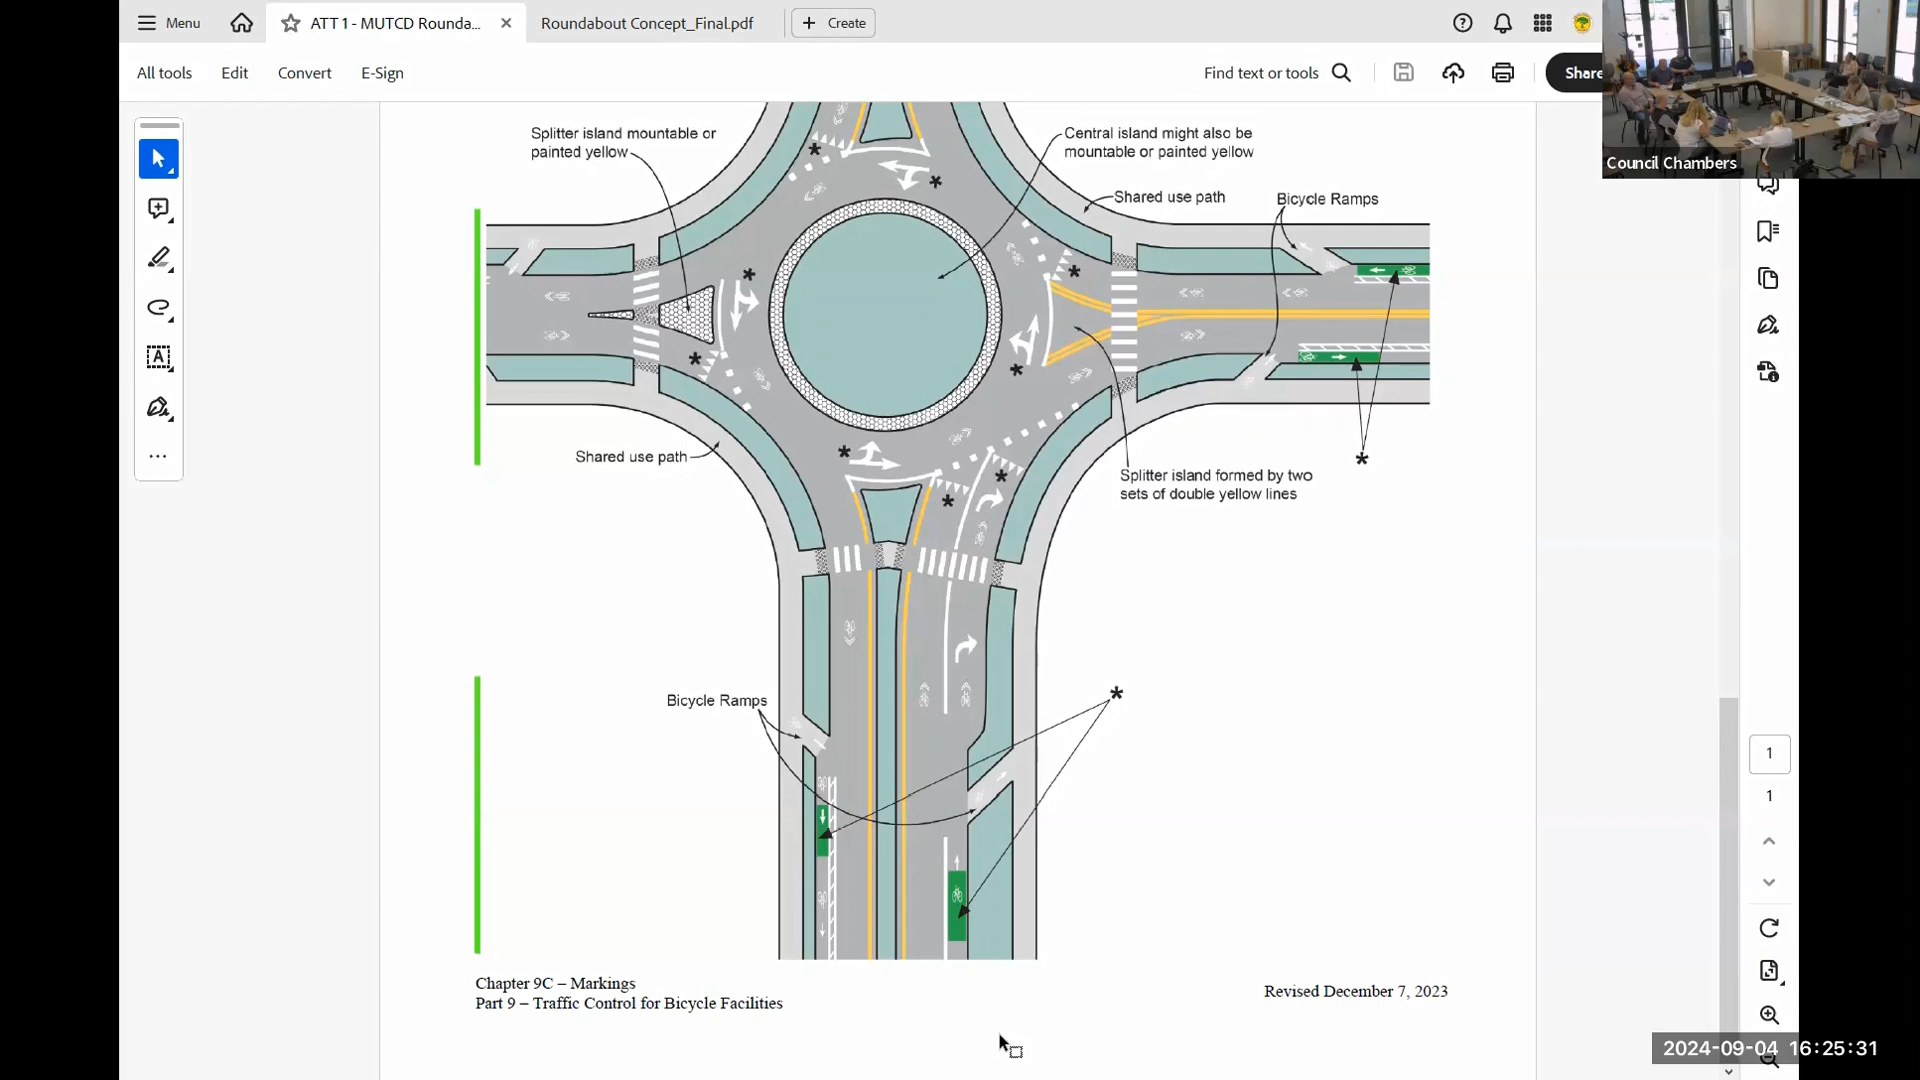 Menu
ATT 1 - MUTCD Rounda...
Roundabout Concept_Final.pdf
Create
All tools
Edit
Convert
E-Sign
Find text or tools
Share
Council Chambers
Splitter island mountable or
painted yellow
Central island might also be
mountable or painted yellow
Shared use path
Bicycle Ramps
Shared use path
Splitter island formed by two
sets of double yellow lines
Bicycle Ramps
1
1
Chapter 9C – Markings
Part 9 – Traffic Control for Bicycle Facilities
Revised December 7, 2023
2024-09-04 16:25:31